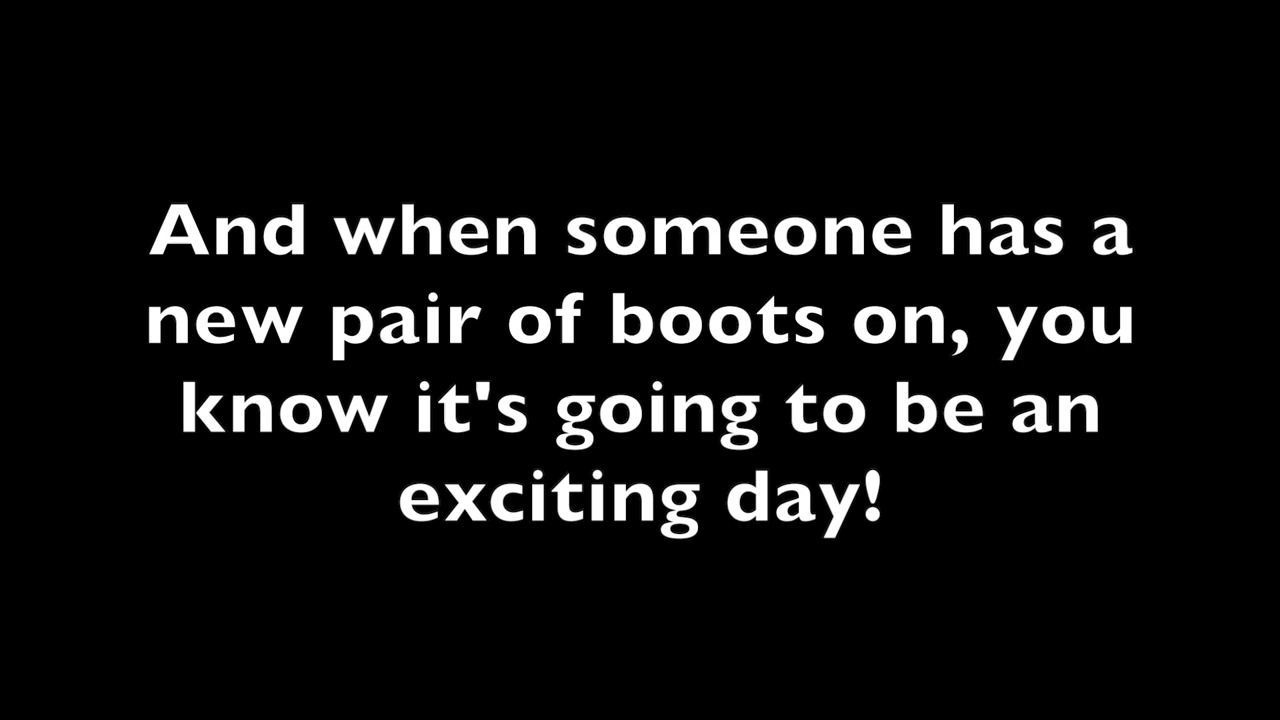 And when someone has a
new pair of boots on, you
know it's going to be an
exciting day!